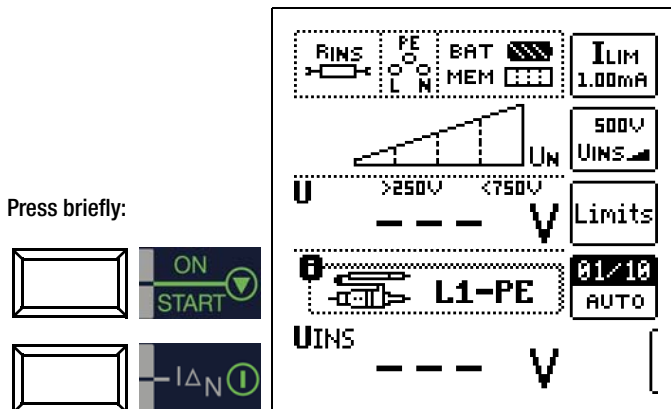 Press briefly:
ON
START
I∆N
RINS
PE
L N
BAT
MEM
ILIM
1.00mA
UN
500V
UINS
U
>250V <750V
--- V
Limits
L1-PE
01/10
AUTO
UINS
--- V